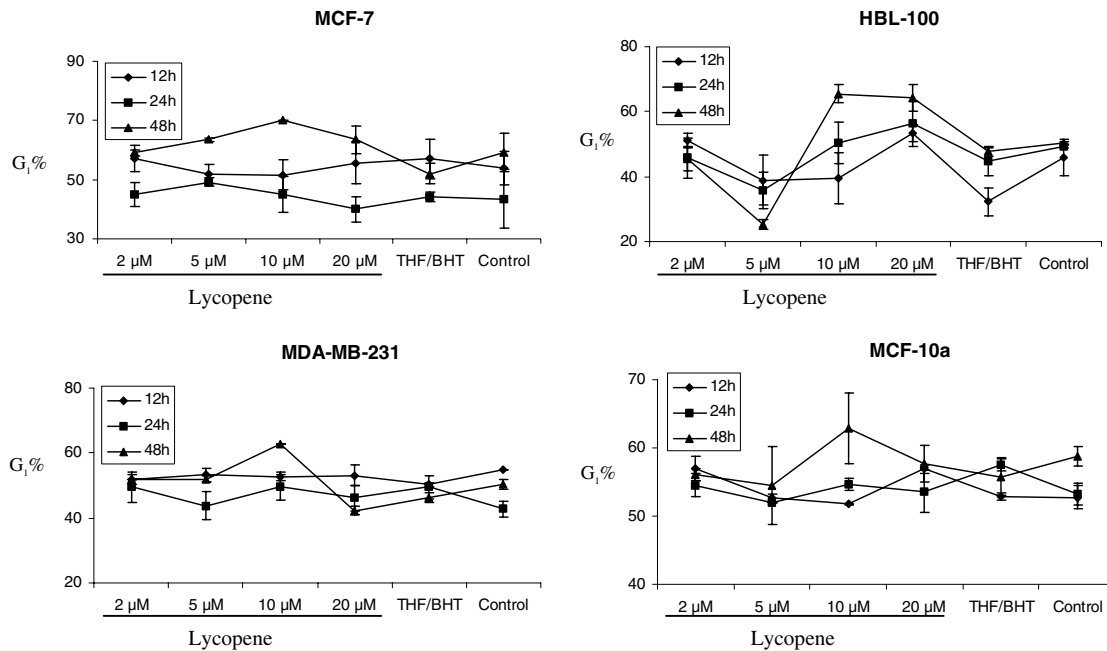 MCF-7
90
70
50
30
G₁%
12h
24h
48h
2 µM 5 µM 10 µM 20 µM THF/BHT Control
Lycopene
HBL-100
80
60
40
20
G₁%
12h
24h
48h
2 µM 5 µM 10 µM 20 µM THF/BHT Control
Lycopene
MDA-MB-231
80
60
40
20
G₁%
12h
24h
48h
2 µM 5 µM 10 µM 20 µM THF/BHT Control
Lycopene
MCF-10a
70
60
50
40
G₁%
12h
24h
48h
2 µM 5 µM 10 µM 20 µM THF/BHT Control
Lycopene